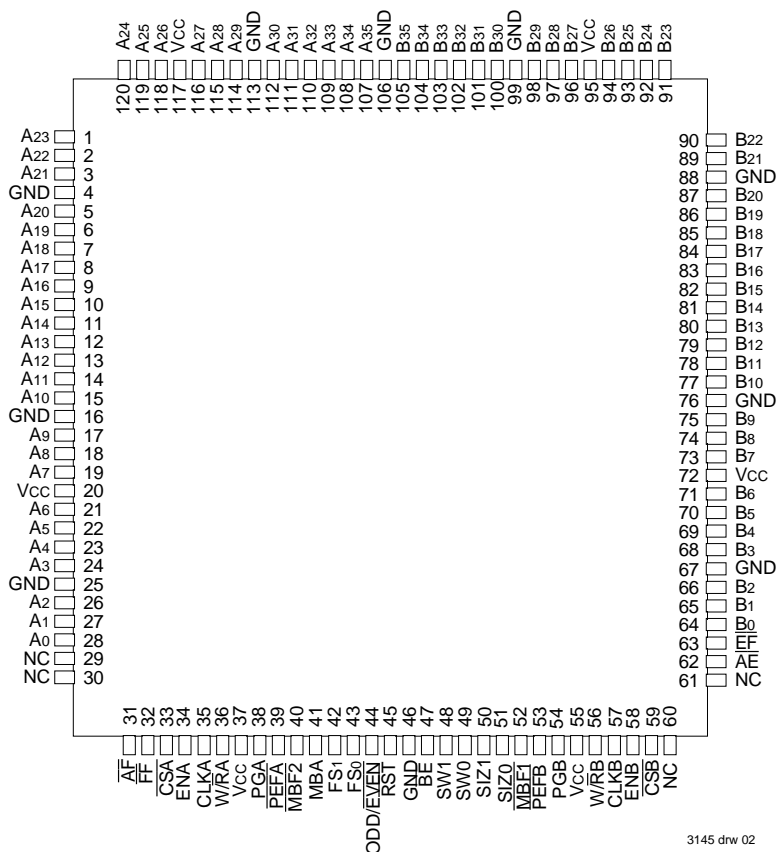 A24 A25 A26 VCC A27 A28 A29 GND A30 A31 A32 A33 A34 A35 GND B35 B34 B33 B32 B31 B30 GND B29 B28 B27 VCC B26 B25 B24 B23
120 119 118 117 116 115 114 113 112 111 110 109 108 107 106 105 104 103 102 101 100 99 98 97 96 95 94 93 92 91
A23 1
A22 2
A21 3
GND 4
A20 5
A19 6
A18 7
A17 8
A16 9
A15 10
A14 11
A13 12
A12 13
A11 14
A10 15
GND 16
A9 17
A8 18
A7 19
VCC 20
A6 21
A5 22
A4 23
A3 24
GND 25
A2 26
A1 27
A0 28
NC 29
NC 30
90 B22
89 B21
88 GND
87 B20
86 B19
85 B18
84 B17
83 B16
82 B15
81 B14
80 B13
79 B12
78 B11
77 B10
76 GND
75 B9
74 B8
73 B7
72 VCC
71 B6
70 B5
69 B4
68 B3
67 GND
66 B2
65 B1
64 B0
63 EF
62 AE
61 NC
31 32 33 34 35 36 37 38 39 40 41 42 43 44 45 46 47 48 49 50 51 52 53 54 55 56 57 58 59 60
AF FF CSA ENA CLKA W/RA VCC PGA PEFA MBF2 MBA FS1 FS0 ODD/EVEN RST GND BE SW1 SW0 SIZ1 SIZ0 MBF1 PEFB PGB VCC W/RB CLKB ENB CSB NC
3145 drw 02